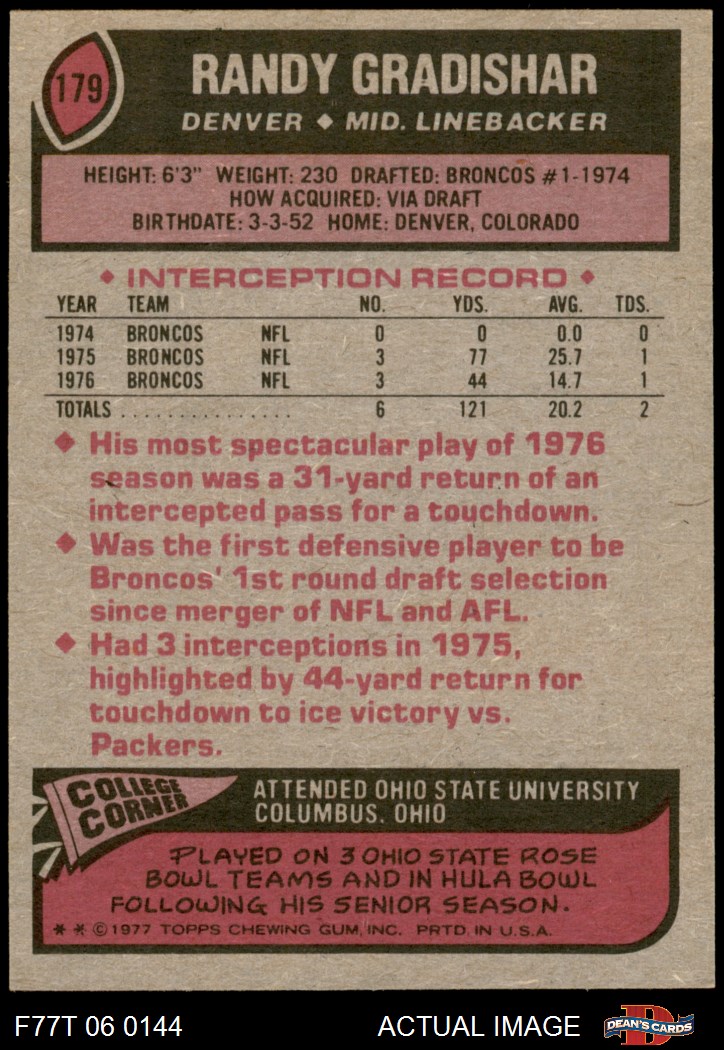 179
RANDY GRADISHAR
DENVER ♦ MID. LINEBACKER
HEIGHT: 6'3" WEIGHT: 230 DRAFTED: BRONCOS #1-1974
HOW ACQUIRED: VIA DRAFT
BIRTHDATE: 3-3-52 HOME: DENVER, COLORADO
♦ INTERCEPTION RECORD ♦
YEAR TEAM NO. YDS. AVG. TDS.
1974 BRONCOS NFL 0 0 0.0 0
1975 BRONCOS NFL 3 77 25.7 1
1976 BRONCOS NFL 3 44 14.7 1
TOTALS . . . . . . . . . . . . . . . 6 121 20.2 2
♦ His most spectacular play of 1976
season was a 31-yard return of an
intercepted pass for a touchdown.
♦ Was the first defensive player to be
Broncos' 1st round draft selection
since merger of NFL and AFL.
♦ Had 3 interceptions in 1975,
highlighted by 44-yard return for
touchdown to ice victory vs.
Packers.
COLLEGE
CORNER
ATTENDED OHIO STATE UNIVERSITY
COLUMBUS, OHIO
PLAYED ON 3 OHIO STATE ROSE
BOWL TEAMS AND IN HULA BOWL
FOLLOWING HIS SENIOR SEASON.
* * © 1977 TOPPS CHEWING GUM, INC. PRTD. IN U.S.A.
F77T 06 0144 ACTUAL IMAGE
D
DEAN'S CARDS